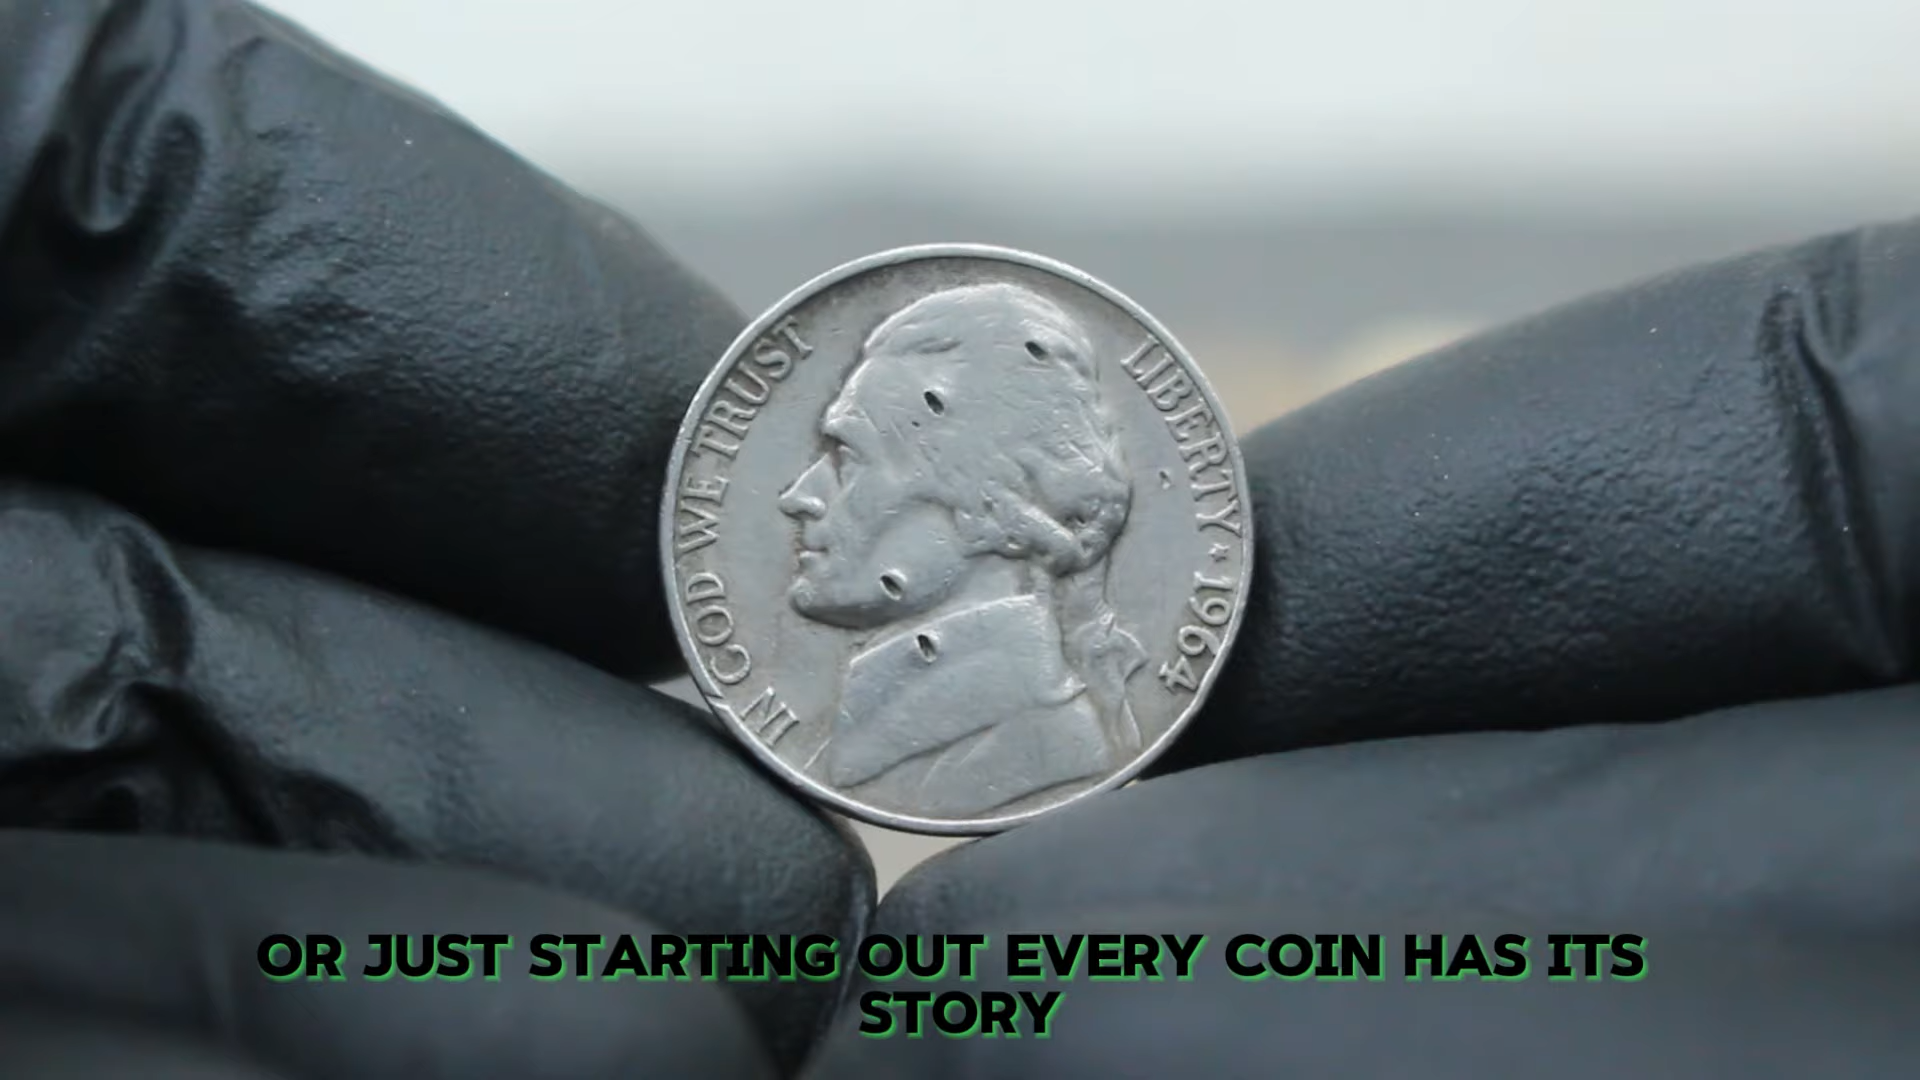 IN GOD WE TRUST
LIBERTY ★ 1964
OR JUST STARTING OUT EVERY COIN HAS ITS
STORY